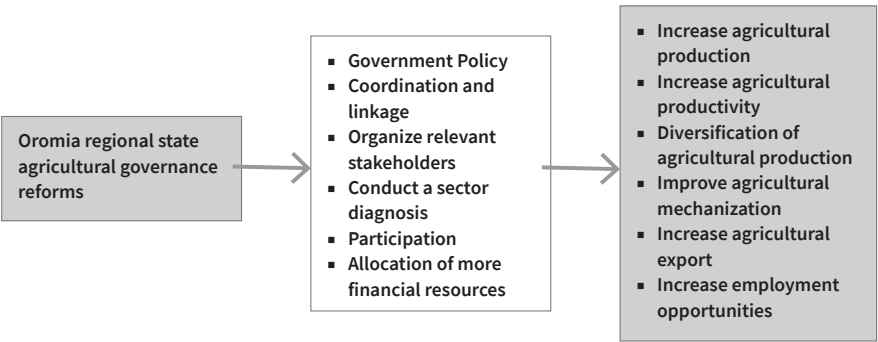 Oromia regional state
agricultural governance
reforms
▪ Government Policy
▪ Coordination and
linkage
▪ Organize relevant
stakeholders
▪ Conduct a sector
diagnosis
▪ Participation
▪ Allocation of more
financial resources
▪ Increase agricultural
production
▪ Increase agricultural
productivity
▪ Diversification of
agricultural production
▪ Improve agricultural
mechanization
▪ Increase agricultural
export
▪ Increase employment
opportunities